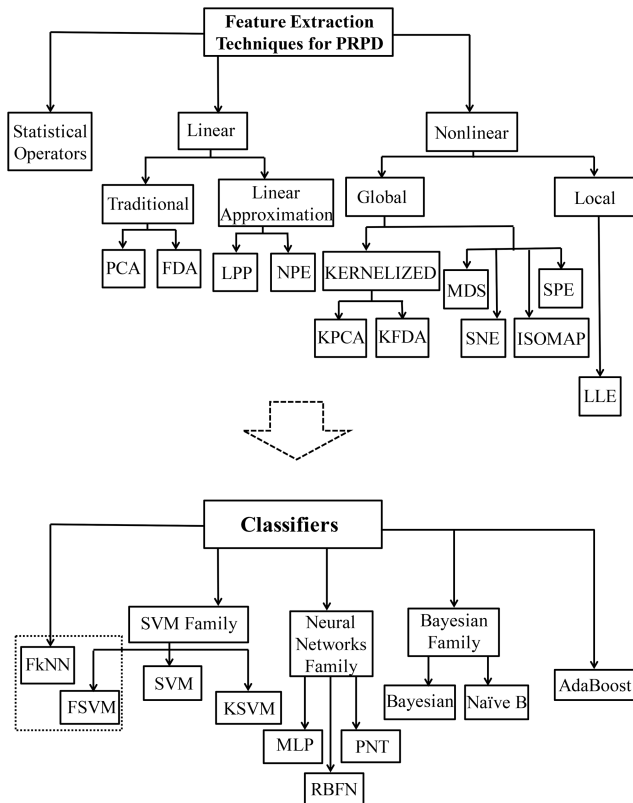 Feature Extraction
Techniques for PRPD
Statistical
Operators
Linear
Nonlinear
Traditional
Linear
Approximation
Global
Local
PCA
FDA
LPP
NPE
KERNELIZED
MDS
SPE
KPCA
KFDA
SNE
ISOMAP
LLE
Classifiers
SVM Family
Neural
Networks
Family
Bayesian
Family
FkNN
FSVM
SVM
KSVM
Bayesian
Naïve B
AdaBoost
MLP
PNT
RBFN